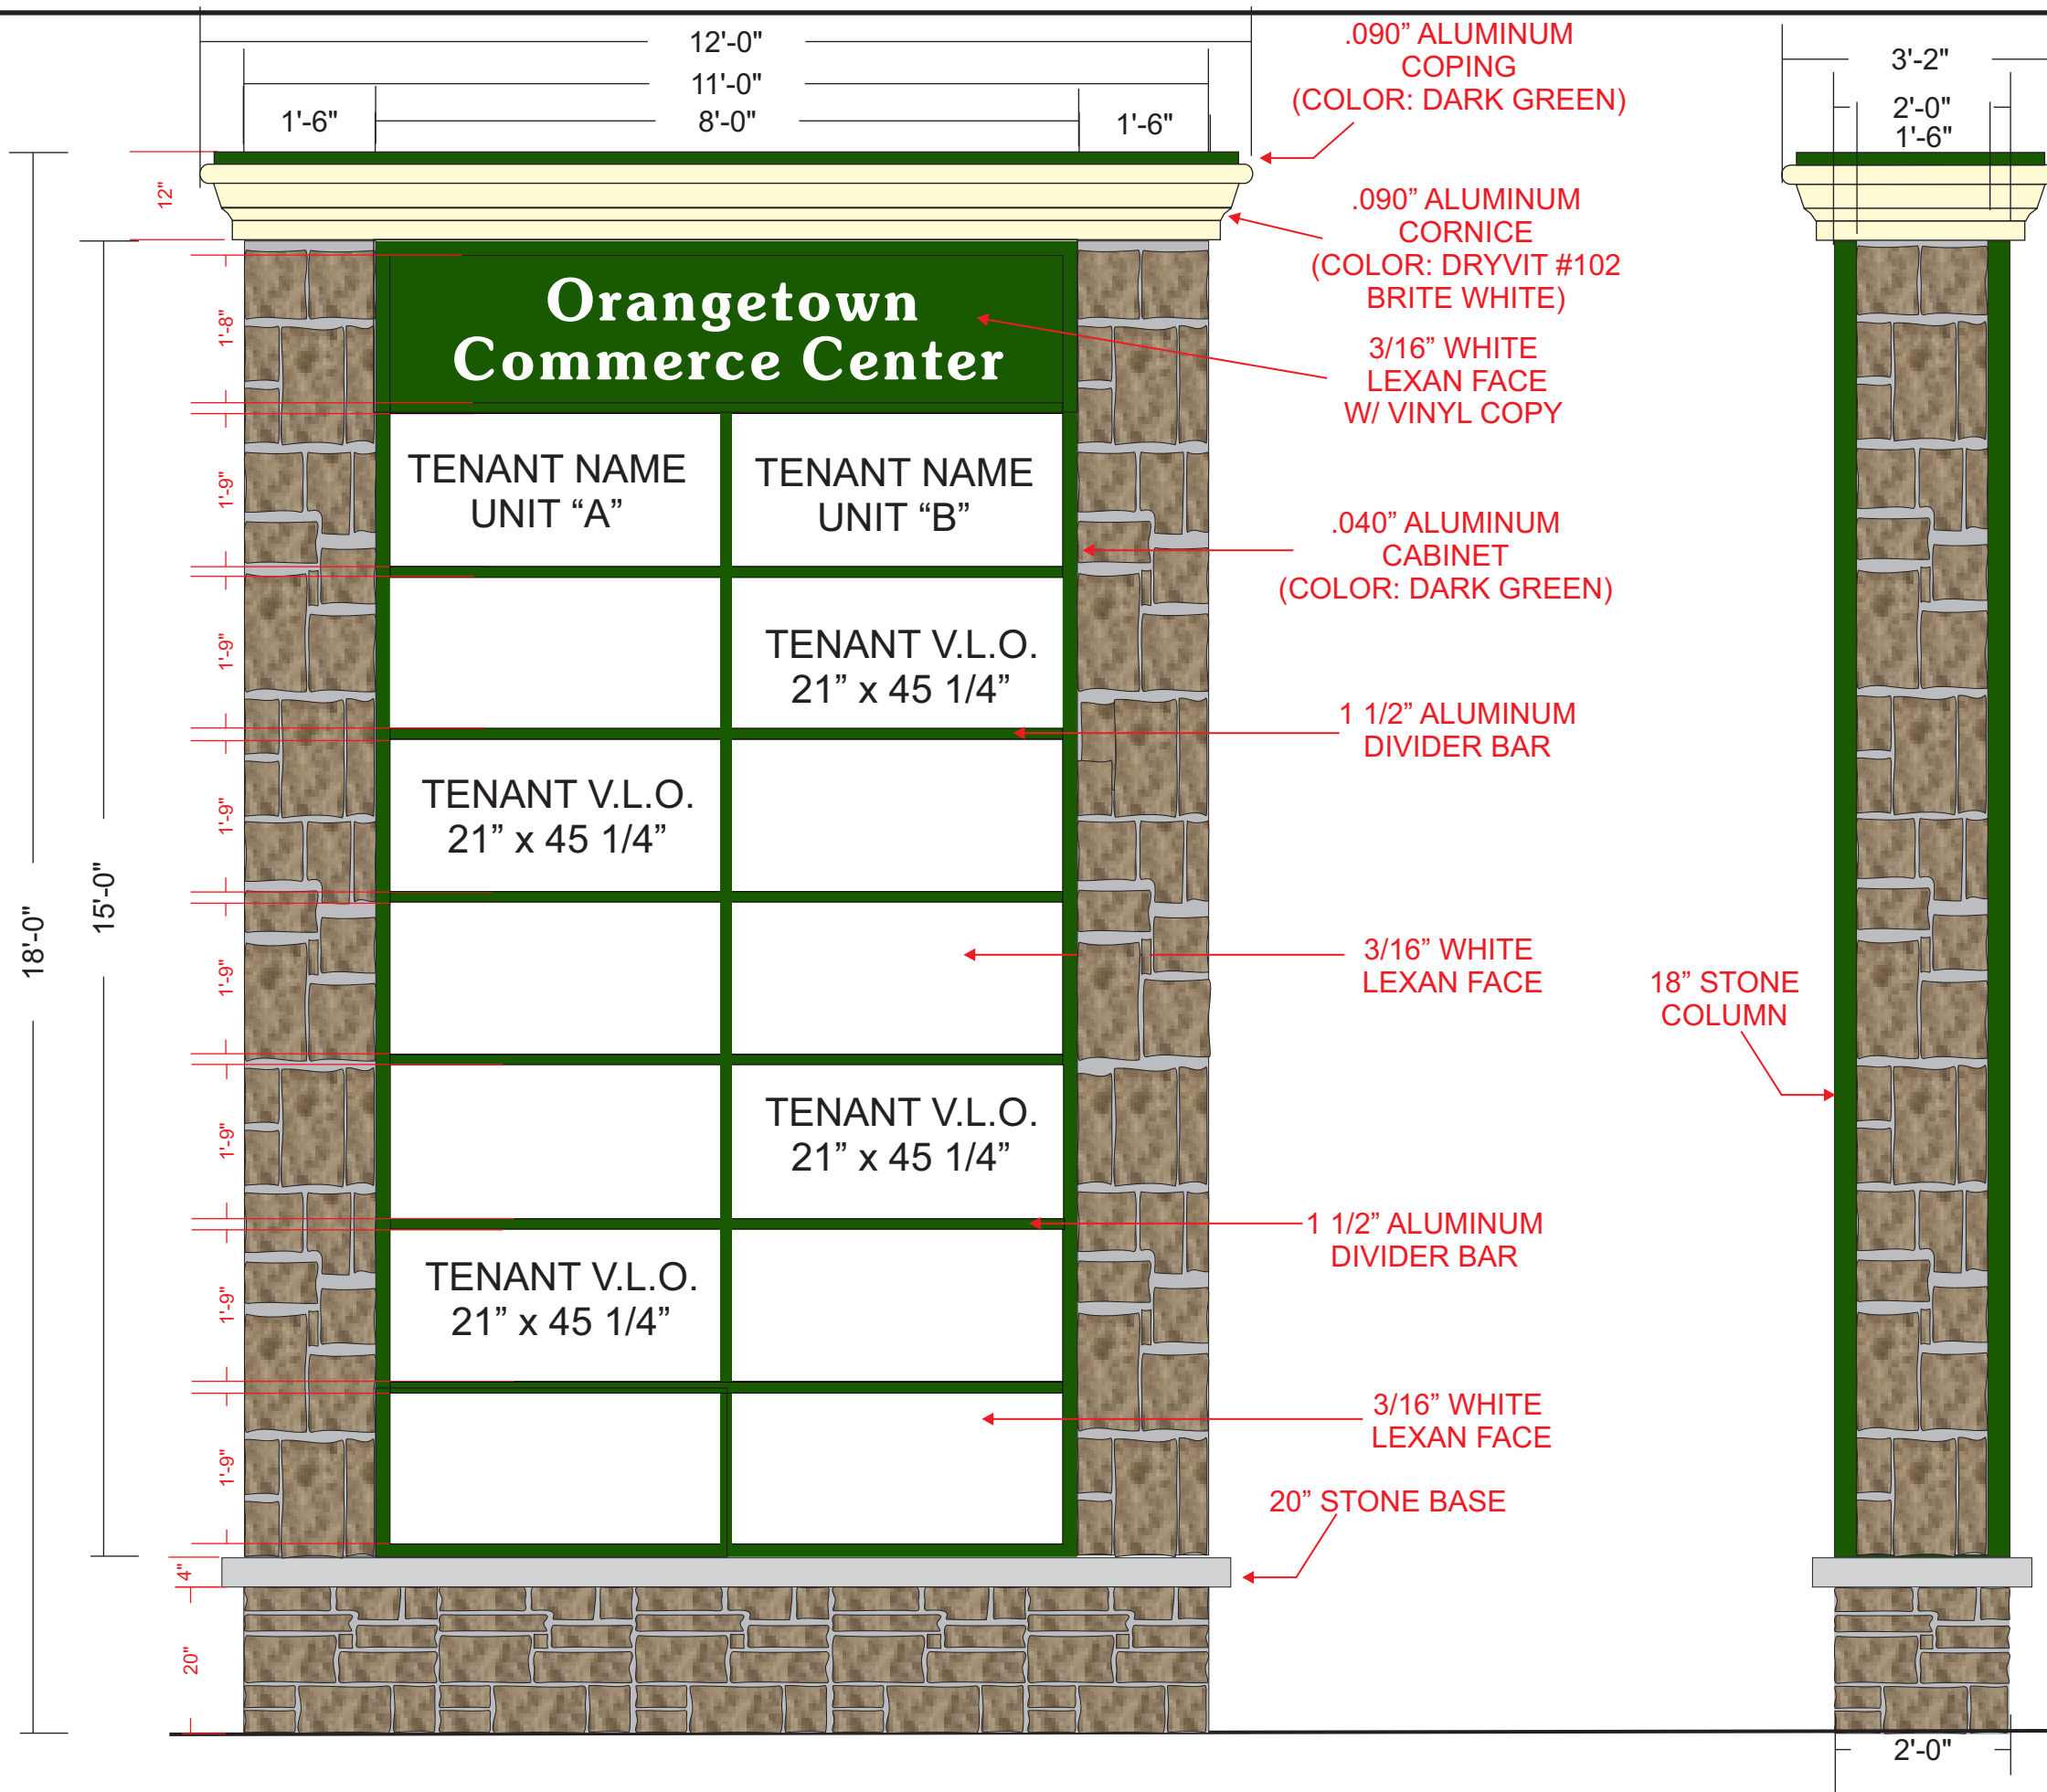 12'-0"
11'-0"
1'-6"
8'-0"
1'-6"
.090” ALUMINUM
COPING
(COLOR: DARK GREEN)
3'-2"
2'-0"
1'-6"
12"
.090” ALUMINUM
CORNICE
(COLOR: DRYVIT #102
BRITE WHITE)
1'-8"
Orangetown
Commerce Center
3/16” WHITE
LEXAN FACE
W/ VINYL COPY
1'-9"
TENANT NAME
UNIT “A”
TENANT NAME
UNIT “B”
.040” ALUMINUM
CABINET
(COLOR: DARK GREEN)
1'-9"
TENANT V.L.O.
21” x 45 1/4”
1 1/2” ALUMINUM
DIVIDER BAR
1'-9"
TENANT V.L.O.
21” x 45 1/4”
18'-0"
15'-0"
1'-9"
3/16” WHITE
LEXAN FACE
18” STONE
COLUMN
1'-9"
TENANT V.L.O.
21” x 45 1/4”
1 1/2” ALUMINUM
DIVIDER BAR
1'-9"
TENANT V.L.O.
21” x 45 1/4”
1'-9"
3/16” WHITE
LEXAN FACE
20” STONE BASE
4"
20"
2'-0"